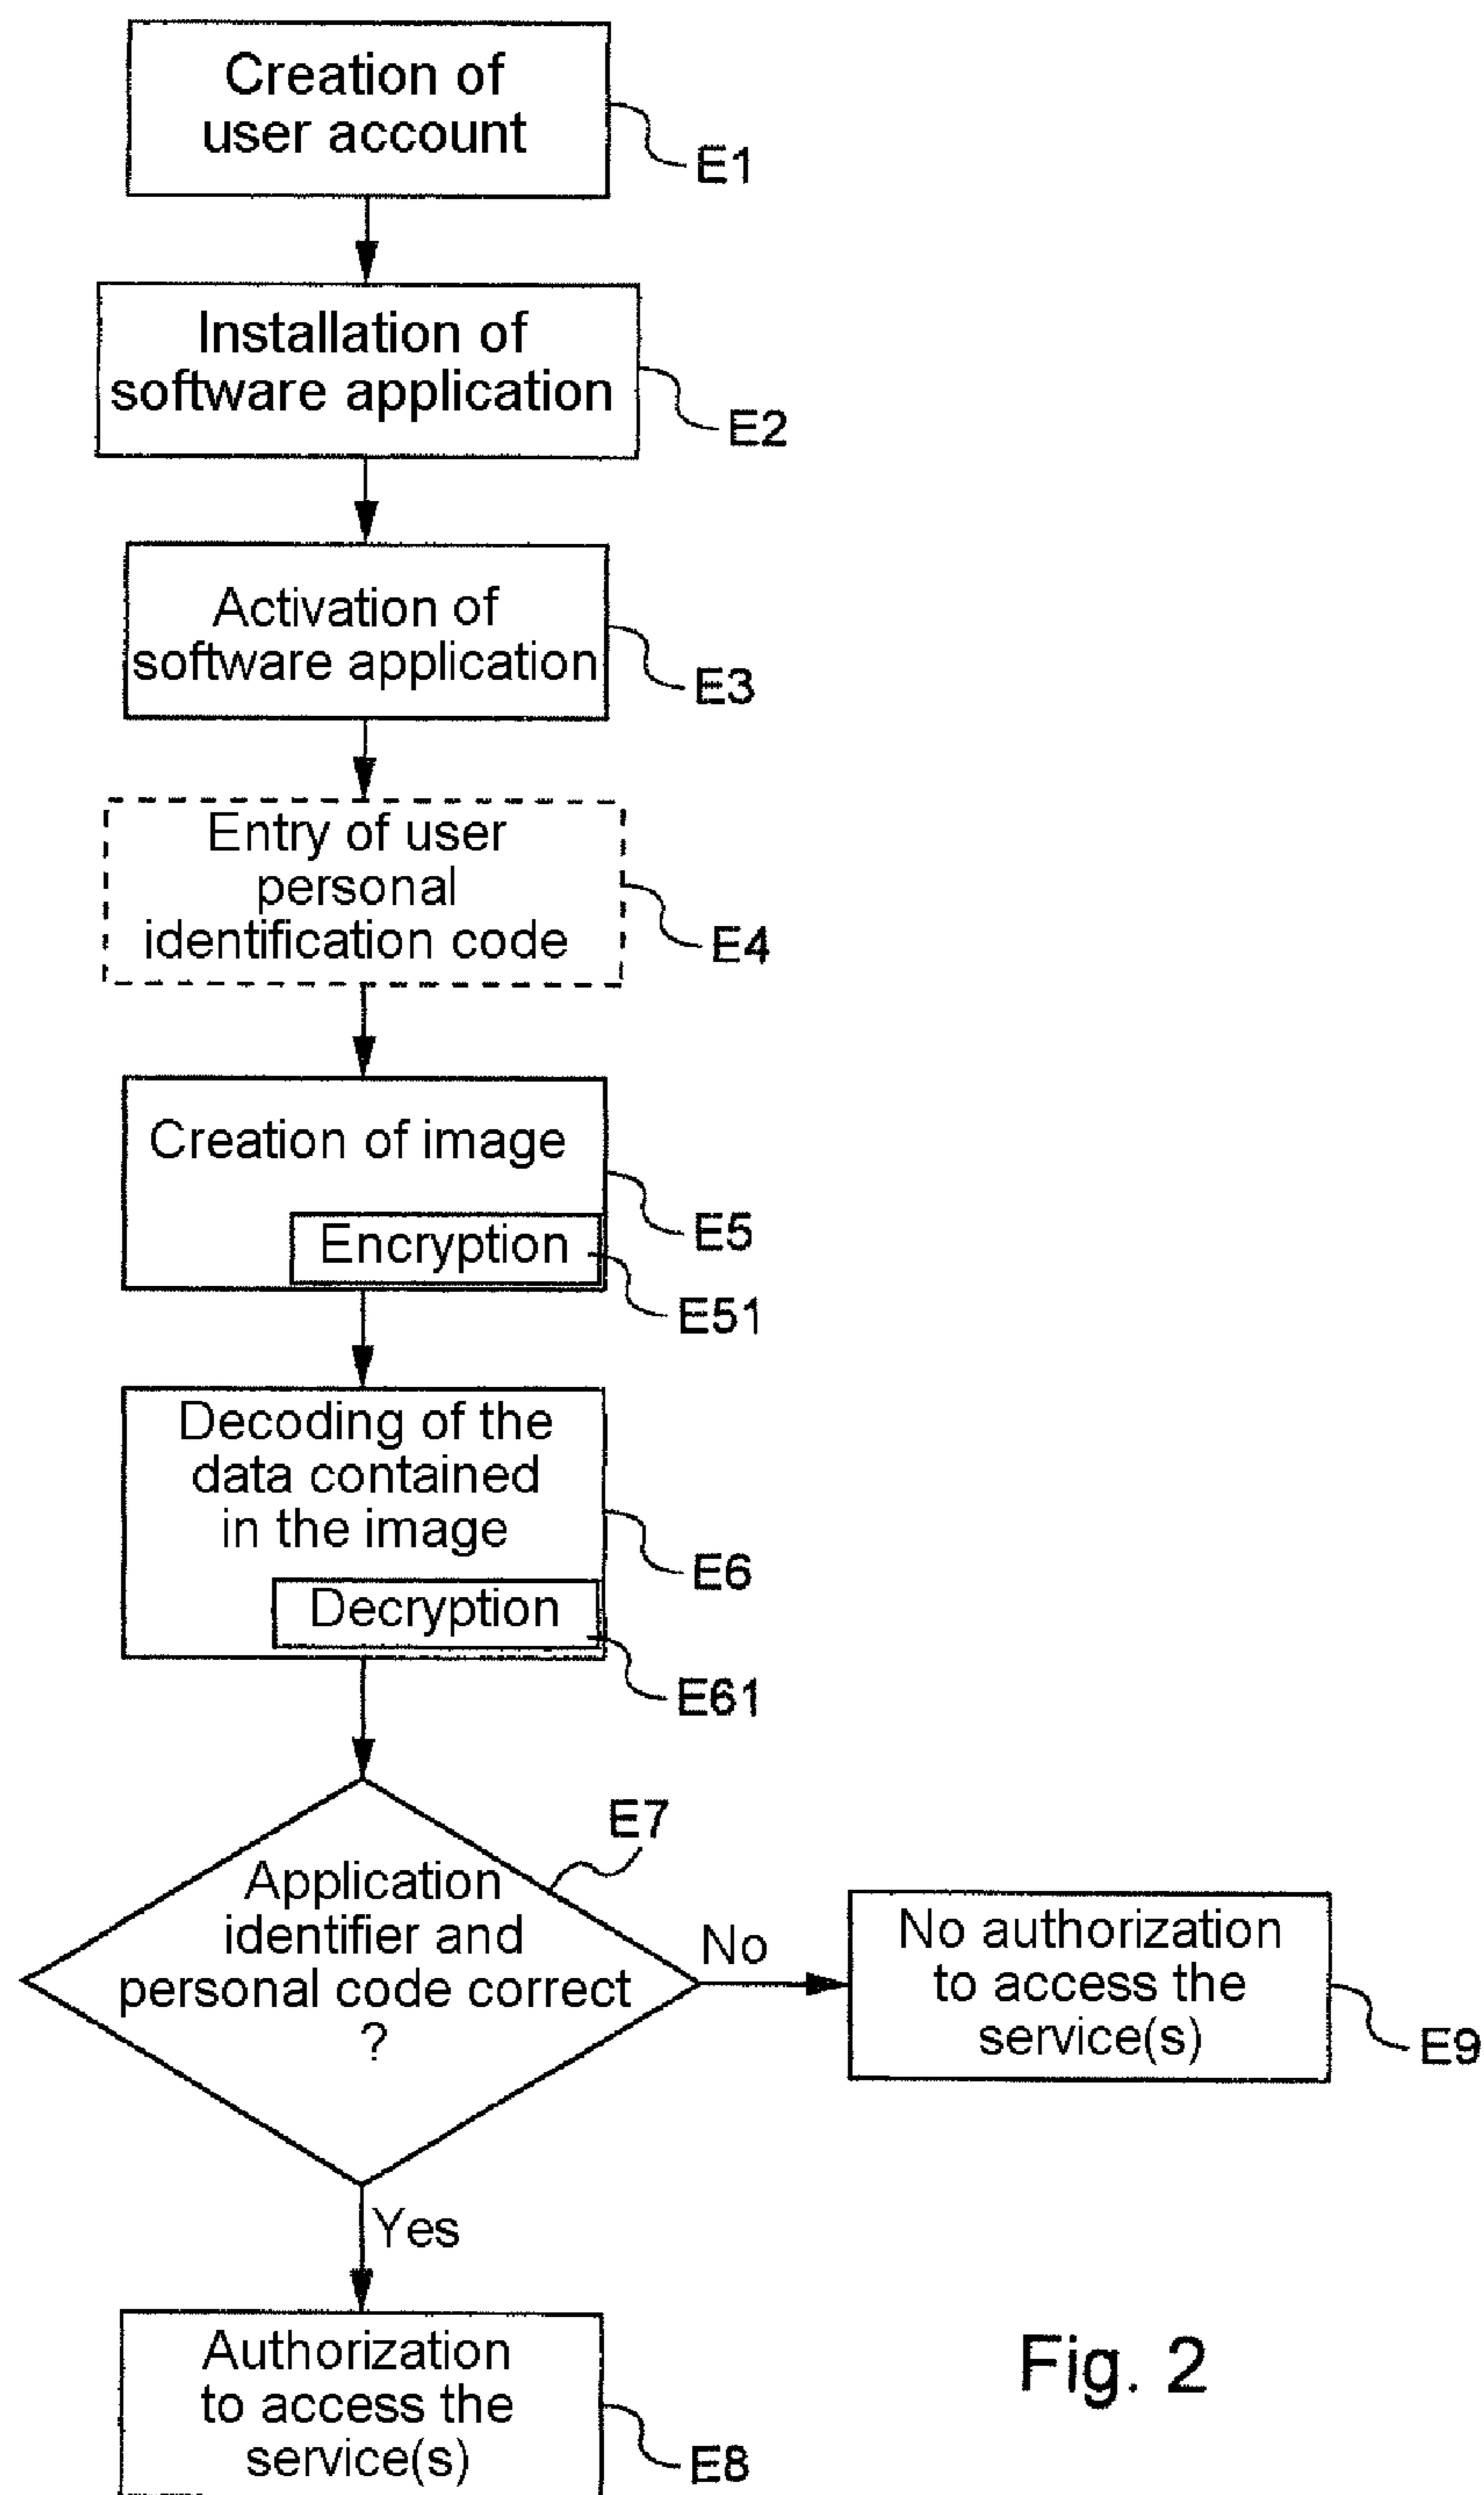 Creation of
user account
E1
Installation of
software application
E2
Activation of
software application
E3
Entry of user
personal
identification code
E4
Creation of image
E5
Encryption
E51
Decoding of the
data contained
in the image
E6
Decryption
E61
E7
Application
identifier and
personal code correct
?
No
No authorization
to access the
service(s)
E9
Yes
Authorization
to access the
service(s)
E8
Fig. 2